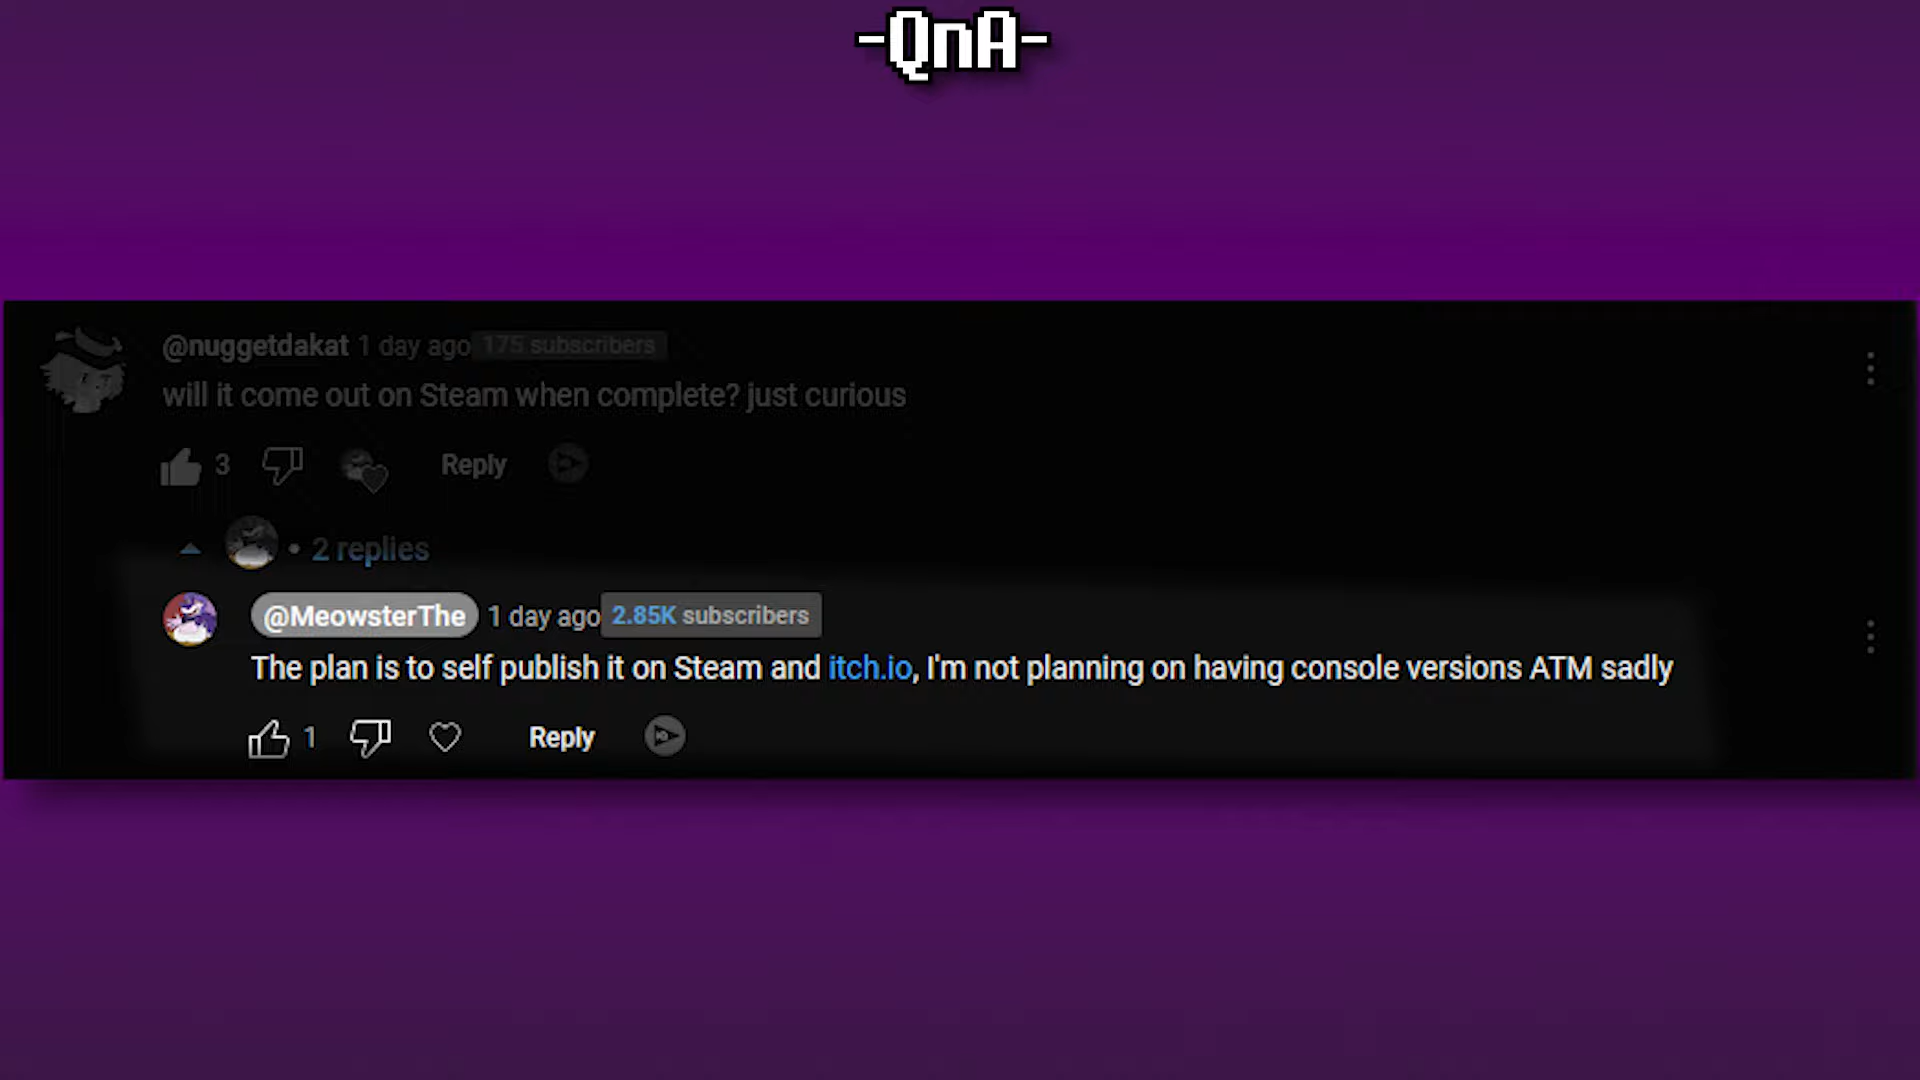 -QnA-
@nuggetdakat 1 day ago 175 subscribers
will it come out on Steam when complete? just curious
3 Reply
• 2 replies
@MeowsterThe 1 day ago 2.85K subscribers
The plan is to self publish it on Steam and itch.io, I'm not planning on having console versions ATM sadly
1 Reply